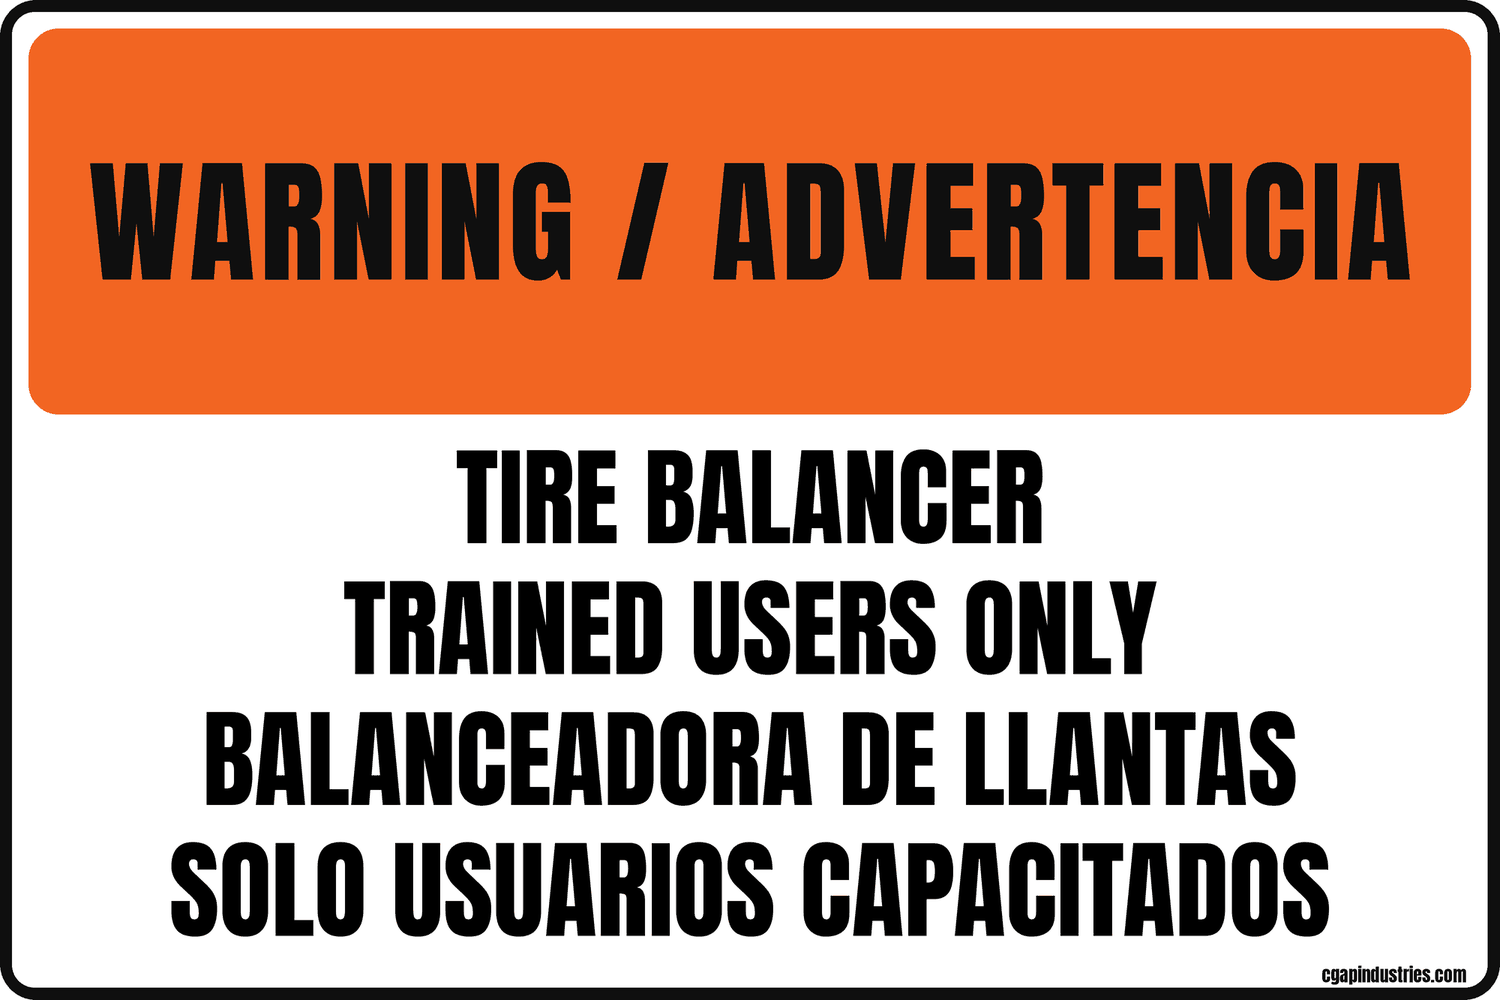 WARNING / ADVERTENCIA
TIRE BALANCER
TRAINED USERS ONLY
BALANCEADORA DE LLANTAS
SOLO USUARIOS CAPACITADOS
cgapindustries.com